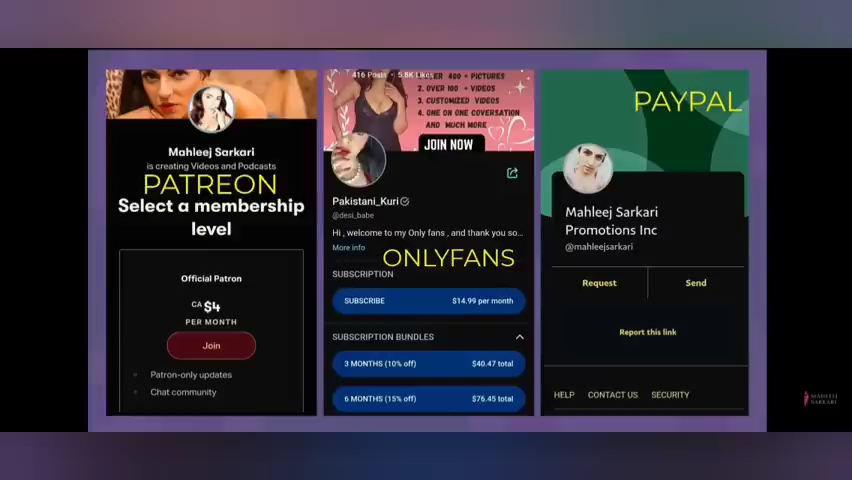 Mahleej Sarkari
is creating Videos and Podcasts
PATREON
Select a membership
level
Official Patron
CA $4
PER MONTH
Join
Patron-only updates
Chat community
416 Posts • 5.8K Likes
OVER 400 + PICTURES
2. OVER 100 + VIDEOS
3. CUSTOMIZED VIDEOS
4. ONE ON ONE COVERSATION
AND MUCH MORE
JOIN NOW
Pakistani_Kuri
@desi_babe
Hi , welcome to my Only fans , and thank you so...
More info
ONLYFANS
SUBSCRIPTION
SUBSCRIBE $14.99 per month
SUBSCRIPTION BUNDLES
3 MONTHS (10% off) $40.47 total
6 MONTHS (15% off) $76.45 total
PAYPAL
Mahleej Sarkari
Promotions Inc
@mahleejsarkari
Request Send
Report this link
HELP CONTACT US SECURITY
MAHLEEJ
SARKARI